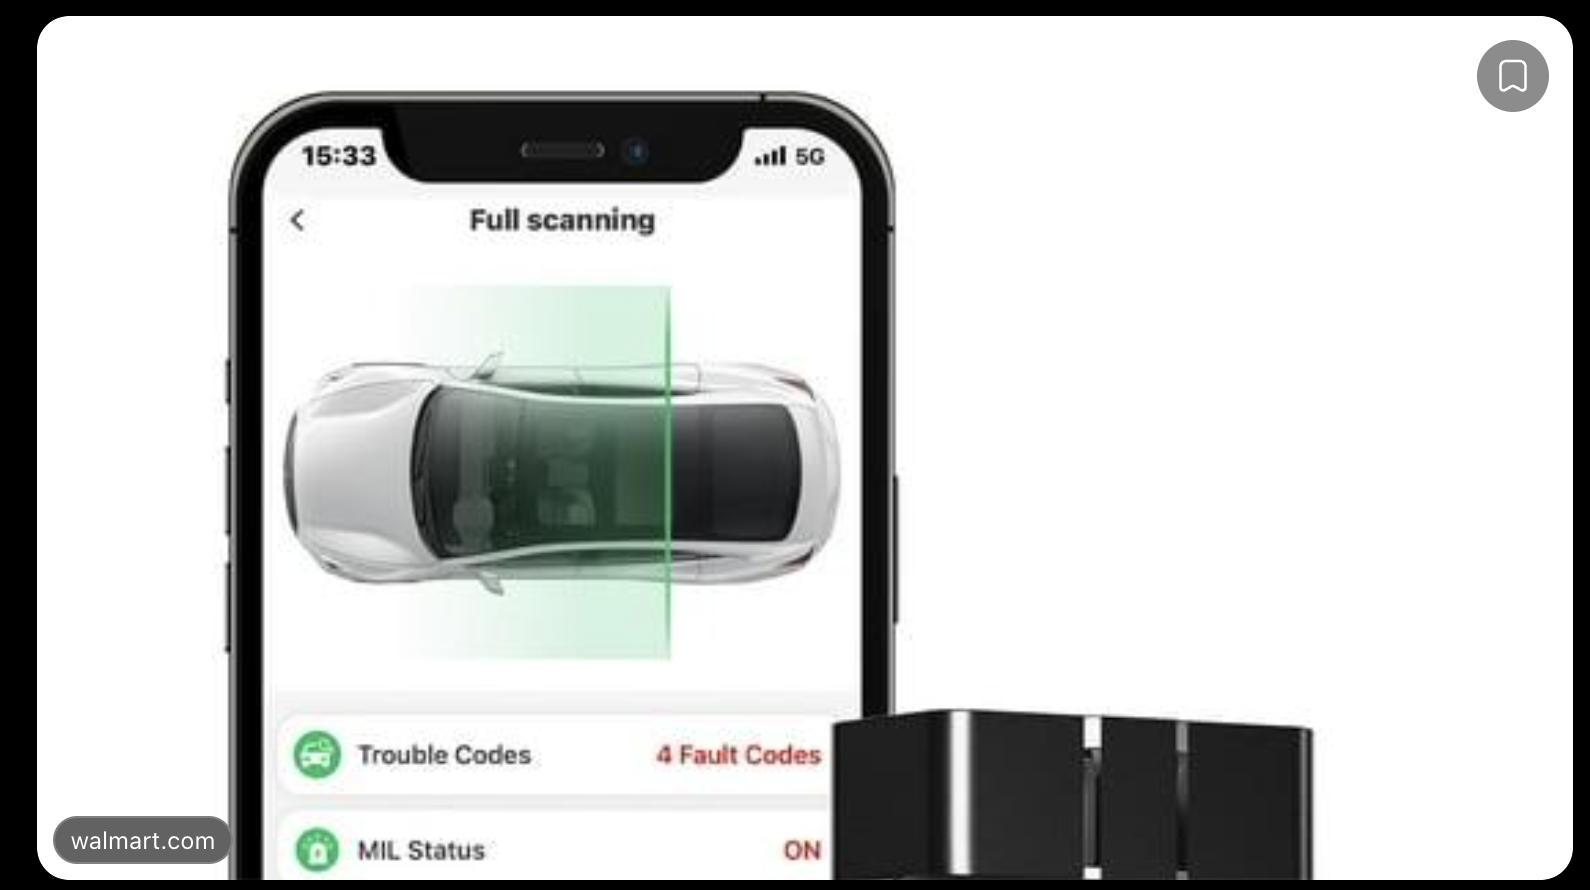 15:33
5G
Full scanning
Trouble Codes
4 Fault Codes
MIL Status
ON
walmart.com